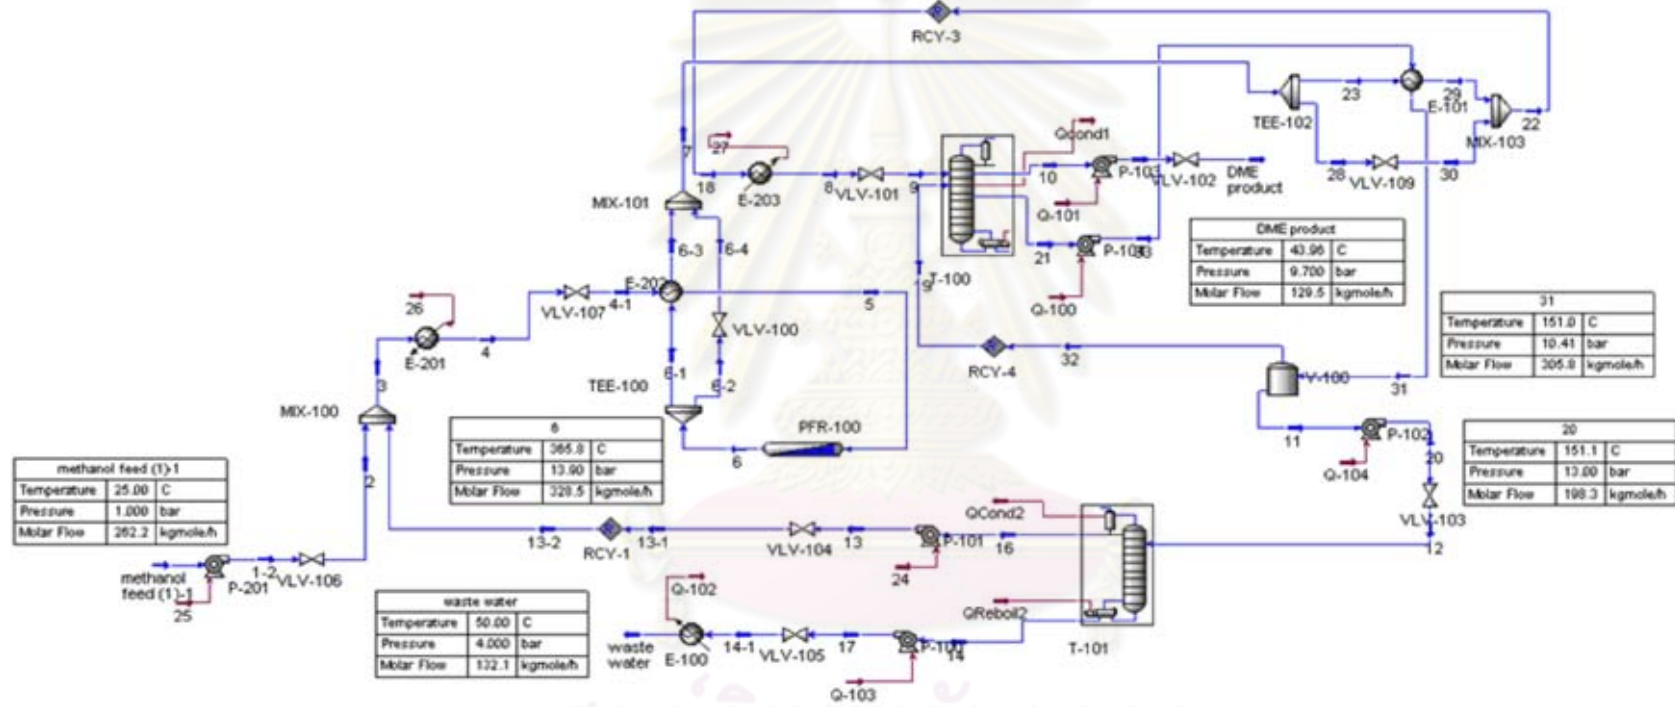 RCY-3
23
29
E-101
TEE-102
22
MIX-103
Qcond1
27
7
18
E-203
8
VLV-101
9
10
P-103
VLV-102
DME
product
28
VLV-109
30
MIX-101
Q-101
6-3
6-4
21
33
T-100
Q-100
DME product
Temperature 43.96 C
Pressure 9.700 bar
Molar Flow 129.5 kgmole/h
26
E-202
VLV-107
4-1
5
VLV-100
E-201
4
31
Temperature 151.0 C
Pressure 10.41 bar
Molar Flow 305.8 kgmole/h
RCY-4
32
V-100
31
TEE-100
6-1
6-2
3
MIX-100
PFR-100
6
6
Temperature 365.8 C
Pressure 13.90 bar
Molar Flow 328.5 kgmole/h
11
P-102
Q-104
20
20
Temperature 151.1 C
Pressure 13.00 bar
Molar Flow 198.3 kgmole/h
VLV-103
12
methanol feed (1)-1
Temperature 25.00 C
Pressure 1.000 bar
Molar Flow 262.2 kgmole/h
2
13-2
RCY-1
13-1
VLV-104
13
P-101
16
QCond2
24
methanol
feed (1)-1
25
P-201
1-2
VLV-106
waste water
Temperature 50.00 C
Pressure 4.000 bar
Molar Flow 132.1 kgmole/h
Q-102
QReboil2
waste
water
E-100
14-1
VLV-105
17
14
T-101
Q-103